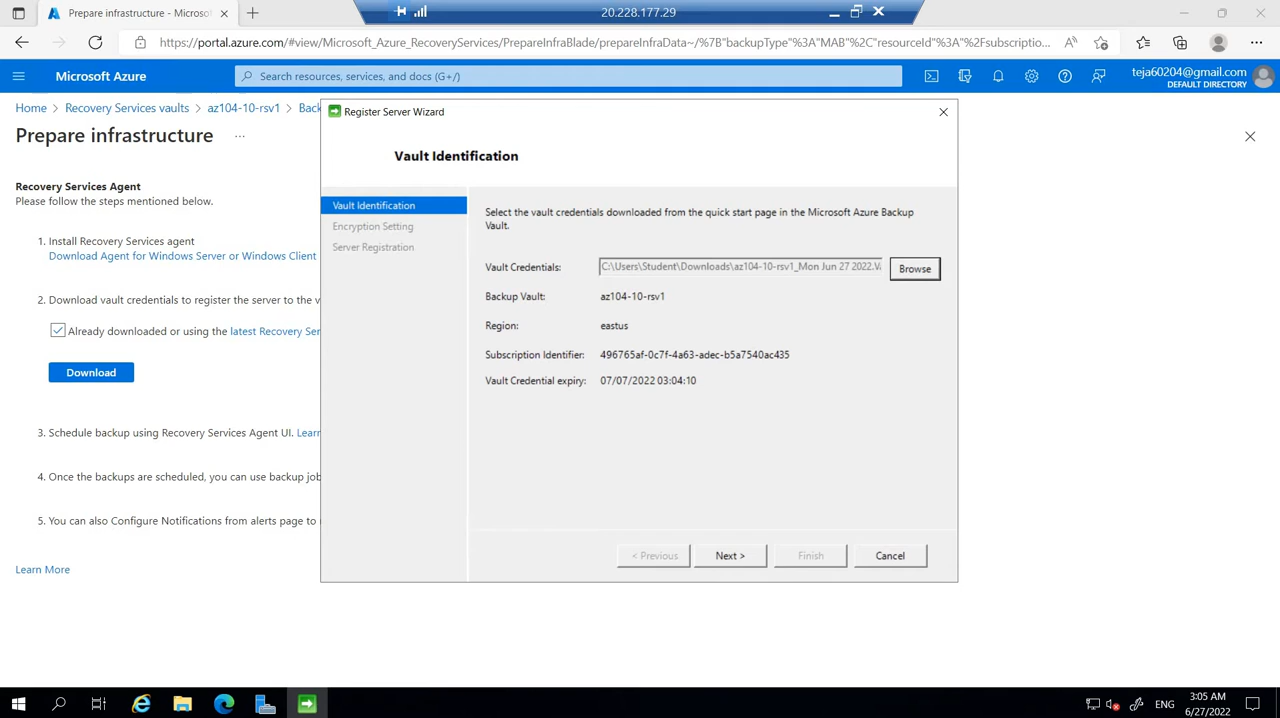 Prepare infrastructure - Microsof
20.228.177.29
https://portal.azure.com/#view/Microsoft_Azure_RecoveryServices/PrepareInfraBlade/prepareInfraData~/%7B"backupType"%3A"MAB"%2C"resourceId"%3A"%2Fsubscriptio...
Microsoft Azure
Search resources, services, and docs (G+/)
teja60204@gmail.com
DEFAULT DIRECTORY
Home > Recovery Services vaults > az104-10-rsv1 > Back
Prepare infrastructure ...
Recovery Services Agent
Please follow the steps mentioned below.
1. Install Recovery Services agent
Download Agent for Windows Server or Windows Client
2. Download vault credentials to register the server to the v
Already downloaded or using the latest Recovery Ser
Download
3. Schedule backup using Recovery Services Agent UI. Learn
4. Once the backups are scheduled, you can use backup job
5. You can also Configure Notifications from alerts page to
Learn More
Register Server Wizard
Vault Identification
Vault Identification
Encryption Setting
Server Registration
Select the vault credentials downloaded from the quick start page in the Microsoft Azure Backup
Vault.
Vault Credentials: C:\Users\Student\Downloads\az104-10-rsv1_Mon Jun 27 2022.V Browse
Backup Vault: az104-10-rsv1
Region: eastus
Subscription Identifier: 496765af-0c7f-4a63-adec-b5a7540ac435
Vault Credential expiry: 07/07/2022 03:04:10
< Previous Next > Finish Cancel
ENG
3:05 AM
6/27/2022